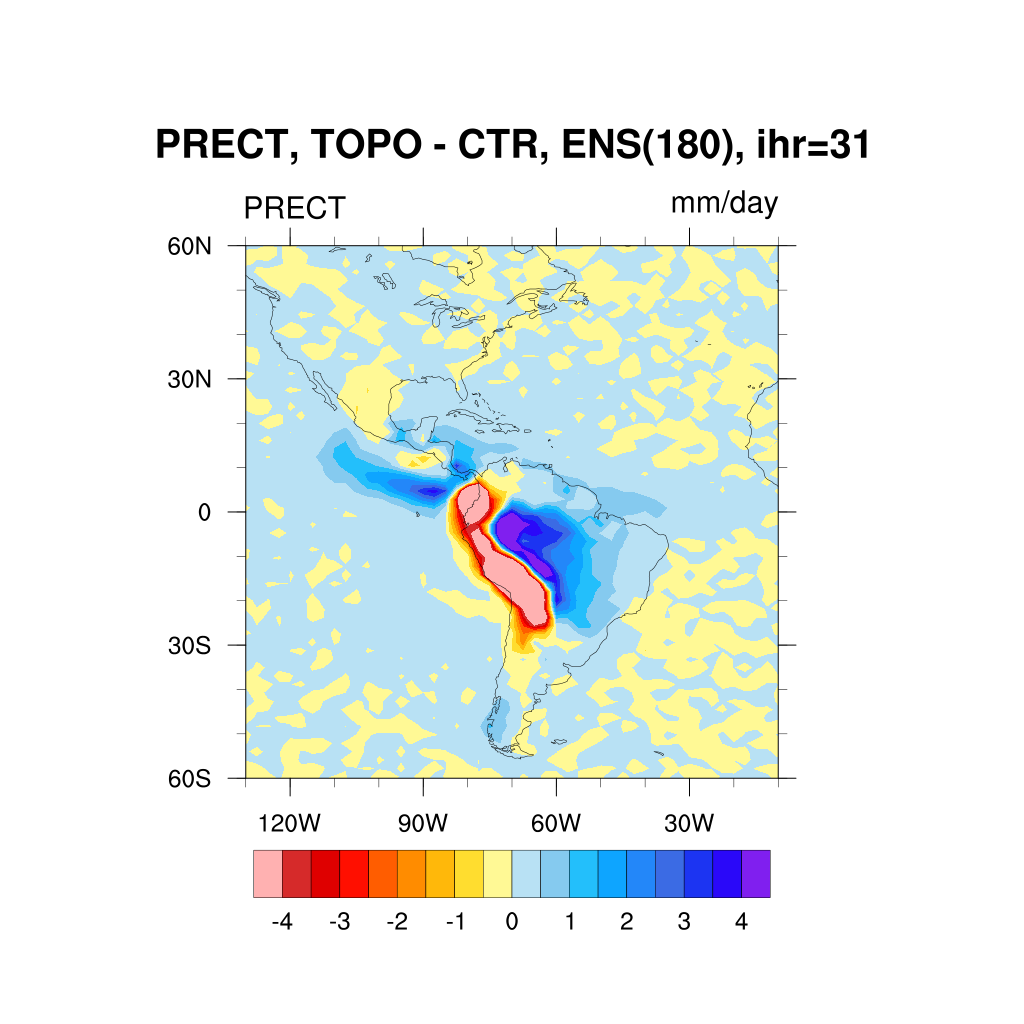 PRECT, TOPO - CTR, ENS(180), ihr=31
PRECT mm/day
60N
30N
0
30S
60S
120W 90W 60W 30W
-4 -3 -2 -1 0 1 2 3 4